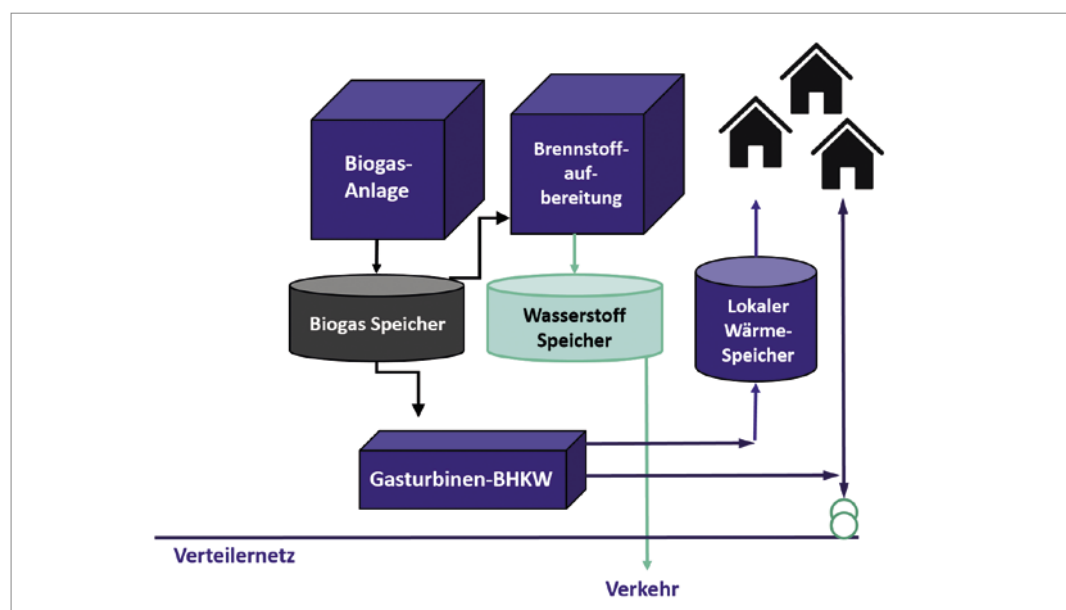 Biogas-
Anlage
Brennstoff-
auf-
bereitung
Biogas Speicher
Wasserstoff
Speicher
Lokaler
Wärme-
Speicher
Gasturbinen-BHKW
Verteilernetz
Verkehr